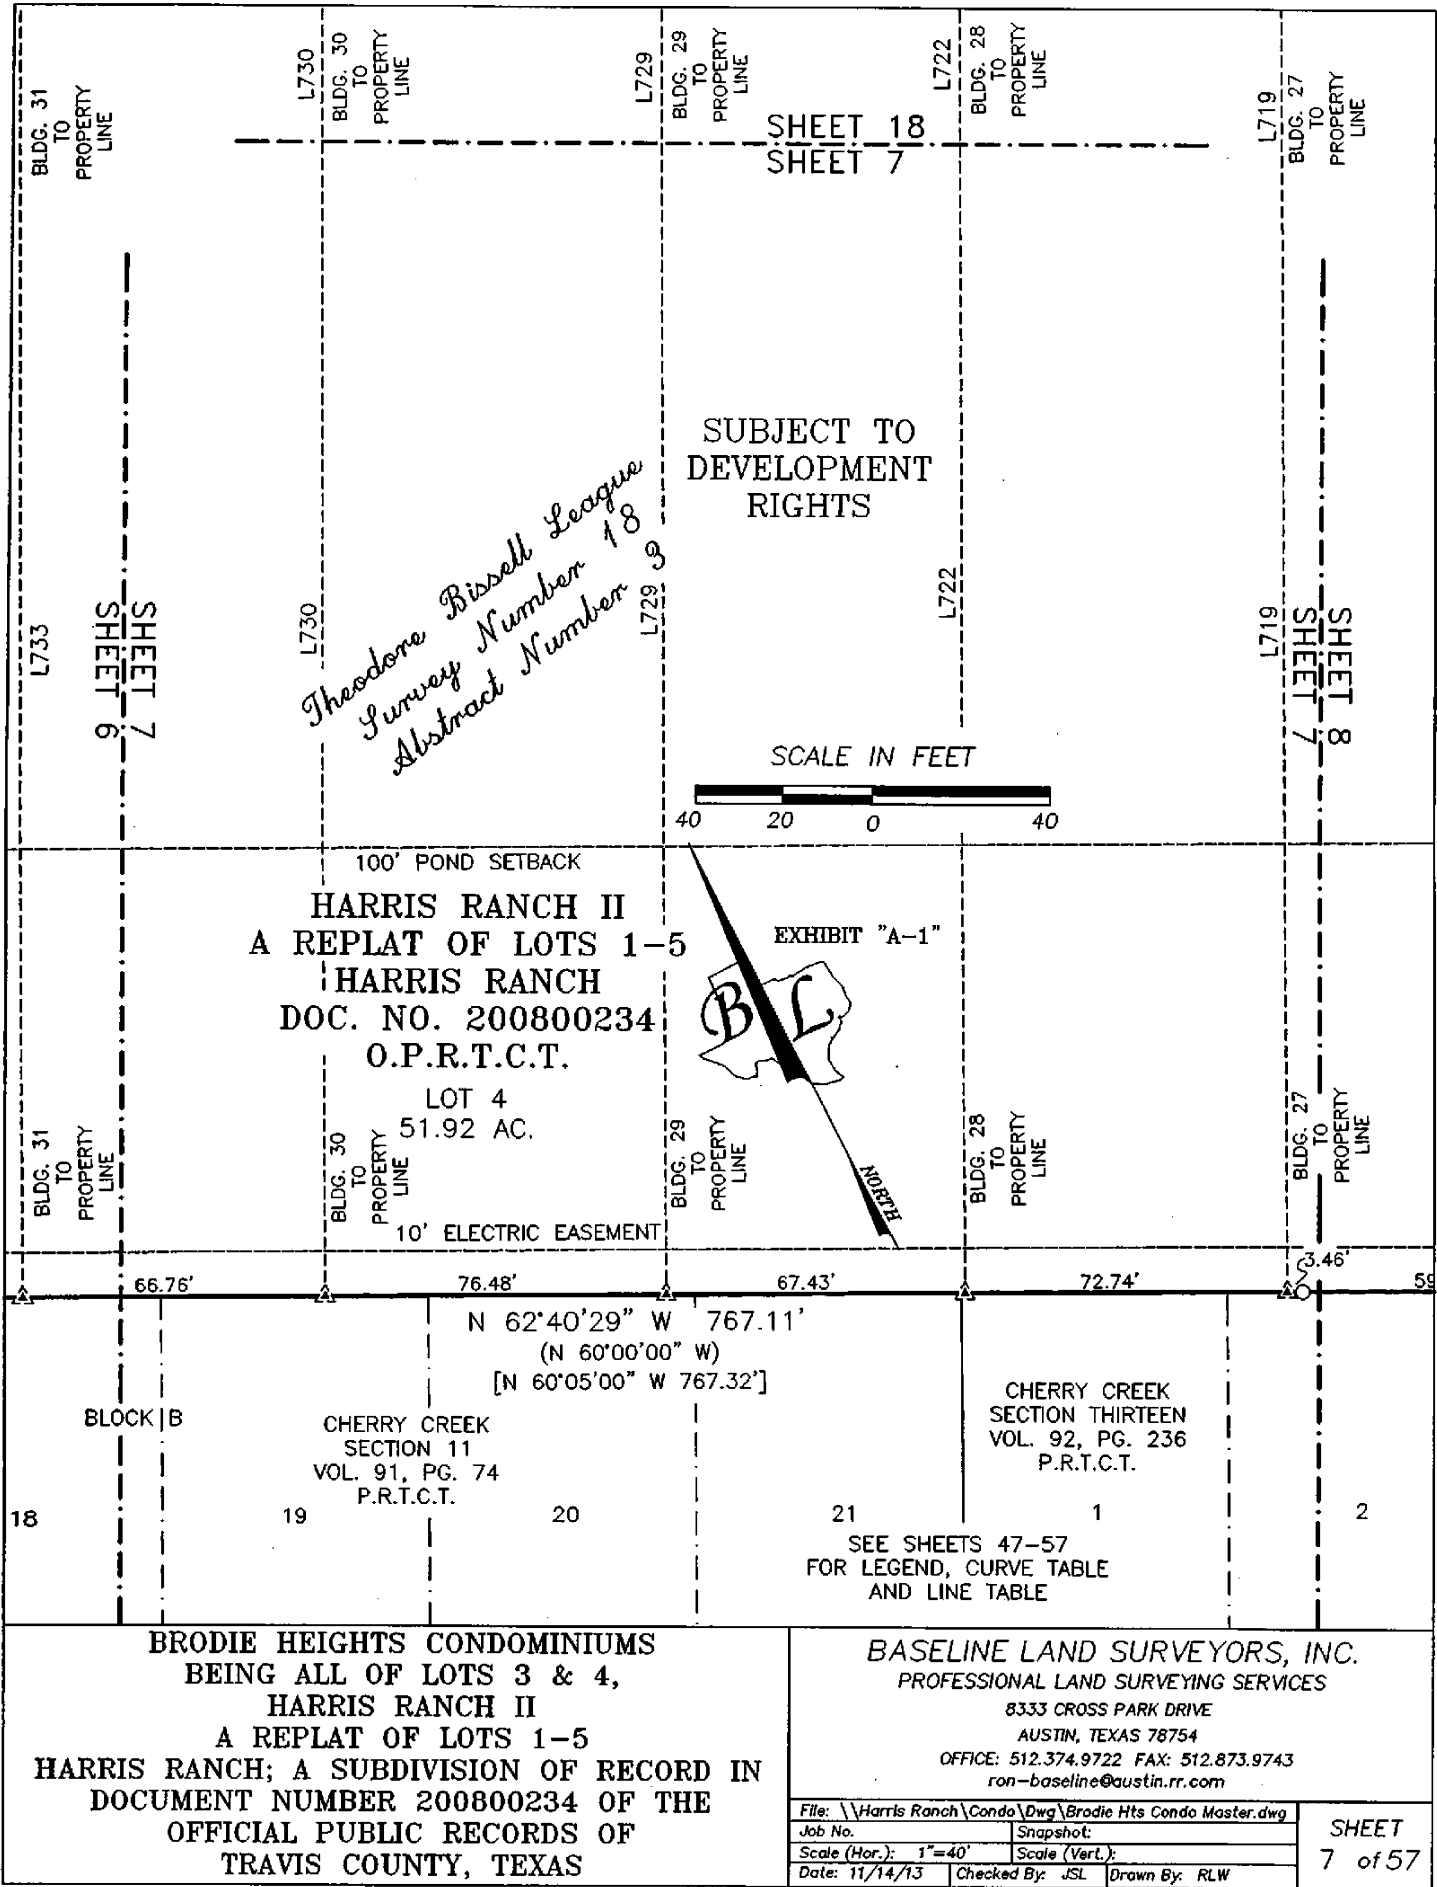 BLDG. 31
TO
PROPERTY
LINE
L730
BLDG. 30
TO
PROPERTY
LINE
L729
BLDG. 29
TO
PROPERTY
LINE
L722
BLDG. 28
TO
PROPERTY
LINE
L719
BLDG. 27
TO
PROPERTY
LINE
SHEET 18
SHEET 7
SUBJECT TO
DEVELOPMENT
RIGHTS
Theodore Bissell League
Survey Number 18
Abstract Number 3
L733
SHEET 7
SHEET 6
L730
L729
L722
L719
SHEET 8
SHEET 7
SCALE IN FEET
40 20 0 40
100' POND SETBACK
HARRIS RANCH II
A REPLAT OF LOTS 1-5
HARRIS RANCH
DOC. NO. 200800234
O.P.R.T.C.T.
LOT 4
51.92 AC.
EXHIBIT "A-1"
B L
NORTH
BLDG. 31
TO
PROPERTY
LINE
BLDG. 30
TO
PROPERTY
LINE
BLDG. 29
TO
PROPERTY
LINE
BLDG. 28
TO
PROPERTY
LINE
BLDG. 27
TO
PROPERTY
LINE
10' ELECTRIC EASEMENT
3.46'
66.76' 76.48' 67.43' 72.74' 59
N 62°40'29" W 767.11'
(N 60°00'00" W)
[N 60°05'00" W 767.32']
BLOCK B
CHERRY CREEK
SECTION 11
VOL. 91, PG. 74
P.R.T.C.T.
CHERRY CREEK
SECTION THIRTEEN
VOL. 92, PG. 236
P.R.T.C.T.
18 19 20 21 1 2
SEE SHEETS 47-57
FOR LEGEND, CURVE TABLE
AND LINE TABLE
BRODIE HEIGHTS CONDOMINIUMS
BEING ALL OF LOTS 3 & 4,
HARRIS RANCH II
A REPLAT OF LOTS 1-5
HARRIS RANCH; A SUBDIVISION OF RECORD IN
DOCUMENT NUMBER 200800234 OF THE
OFFICIAL PUBLIC RECORDS OF
TRAVIS COUNTY, TEXAS
BASELINE LAND SURVEYORS, INC.
PROFESSIONAL LAND SURVEYING SERVICES
8333 CROSS PARK DRIVE
AUSTIN, TEXAS 78754
OFFICE: 512.374.9722 FAX: 512.873.9743
ron-baseline@austin.rr.com
File: \\Harris Ranch\Condo\Dwg\Brodie Hts Condo Master.dwg
Job No. Snapshot:
Scale (Hor.): 1"=40' Scale (Vert.):
Date: 11/14/13 Checked By: JSL Drawn By: RLW
SHEET
7 of 57